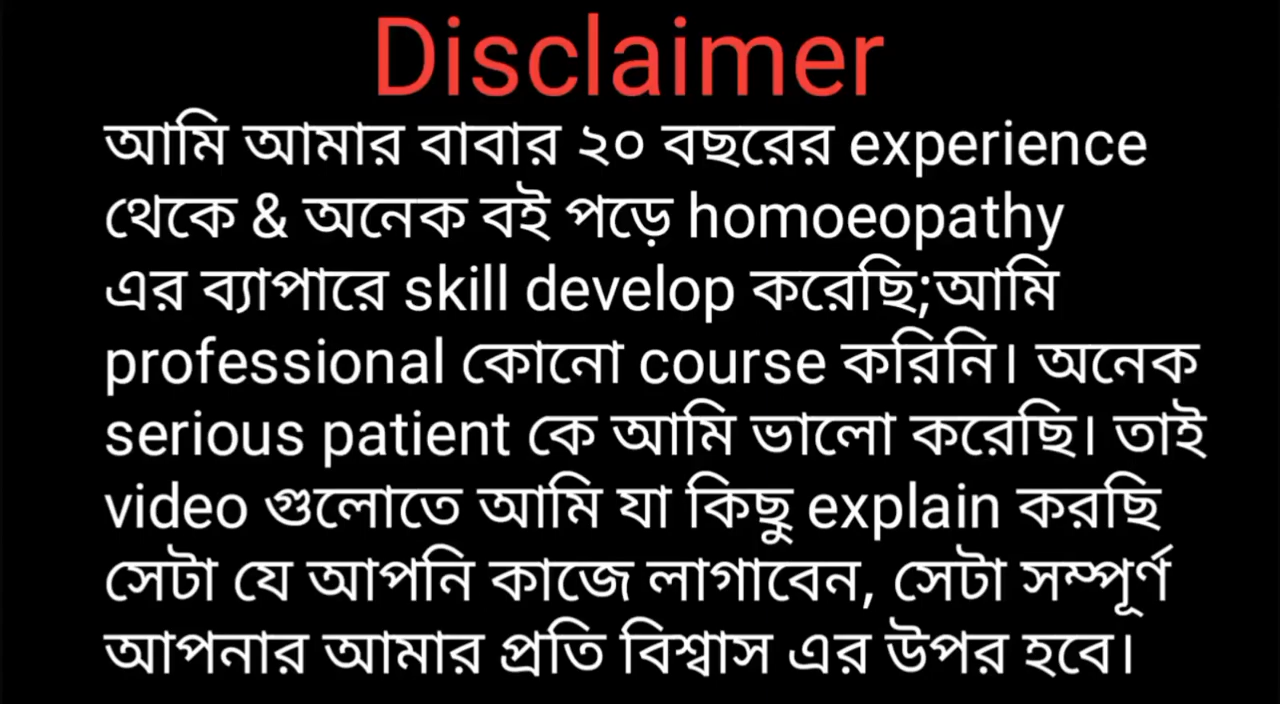 Disclaimer
আমি আমার বাবার ২০ বছরের experience
থেকে & অনেক বই পড়ে homoeopathy
এর ব্যাপারে skill develop করেছি;আমি
professional কোনো course করিনি। অনেক
serious patient কে আমি ভালো করেছি। তাই
video গুলোতে আমি যা কিছু explain করছি
সেটা যে আপনি কাজে লাগাবেন, সেটা সম্পূর্ণ
আপনার আমার প্রতি বিশ্বাস এর উপর হবে।